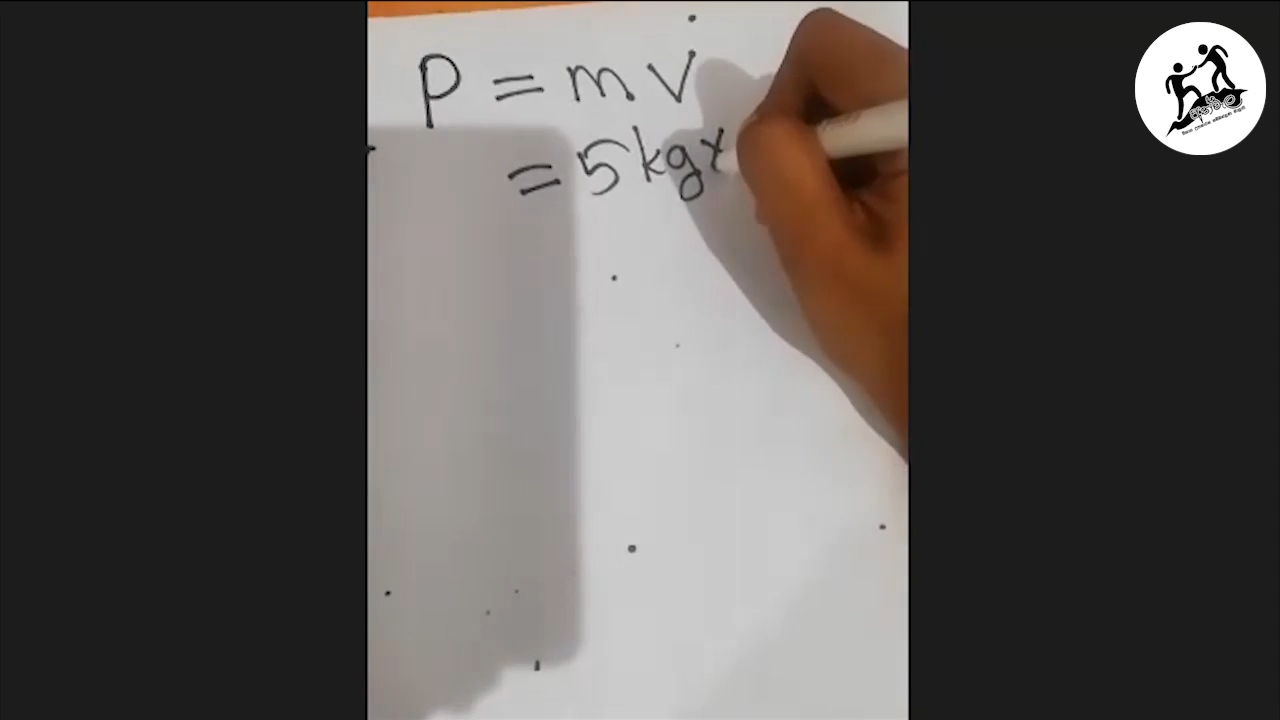 P = mv
= 5kg×